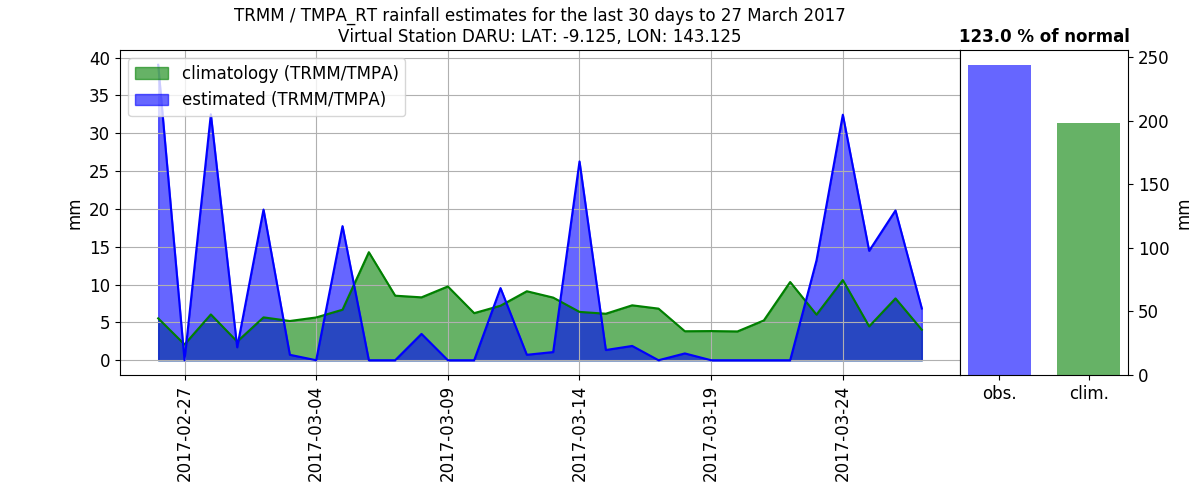 TRMM / TMPA_RT rainfall estimates for the last 30 days to 27 March 2017
Virtual Station DARU: LAT: -9.125, LON: 143.125
123.0 % of normal
climatology (TRMM/TMPA)
estimated (TRMM/TMPA)
40
35
30
25
20
15
10
5
0
mm
2017-02-27
2017-03-04
2017-03-09
2017-03-14
2017-03-19
2017-03-24
250
200
150
100
50
0
mm
obs.
clim.